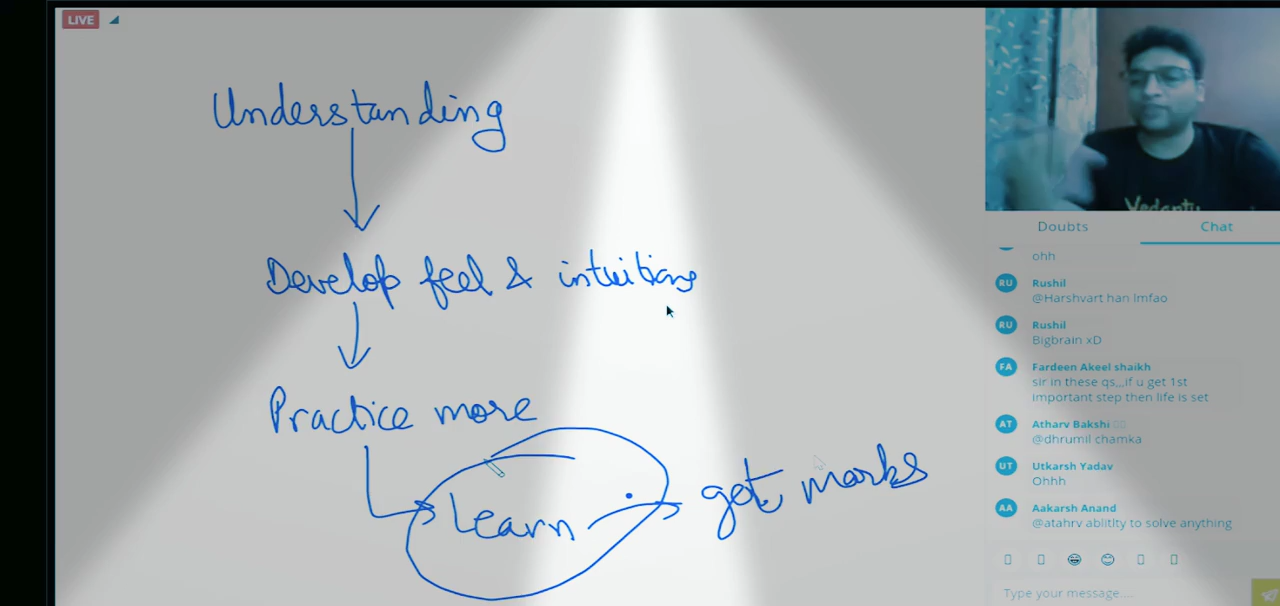 LIVE
Understanding
Develop feel & intuitions
Practice more
Learn
get marks
Vedantu
Doubts
Chat
ohh
RU
Rushil
@Harshvart han lmfao
RU
Rushil
Bigbrain xD
FA
Fardeen Akeel shaikh
sir in these qs,,,if u get 1st
important step then life is set
AT
Atharv Bakshi
@dhrumil chamka
UT
Utkarsh Yadav
Ohhh
AA
Aakarsh Anand
@atahrv ablitlty to solve anything
Type your message.....